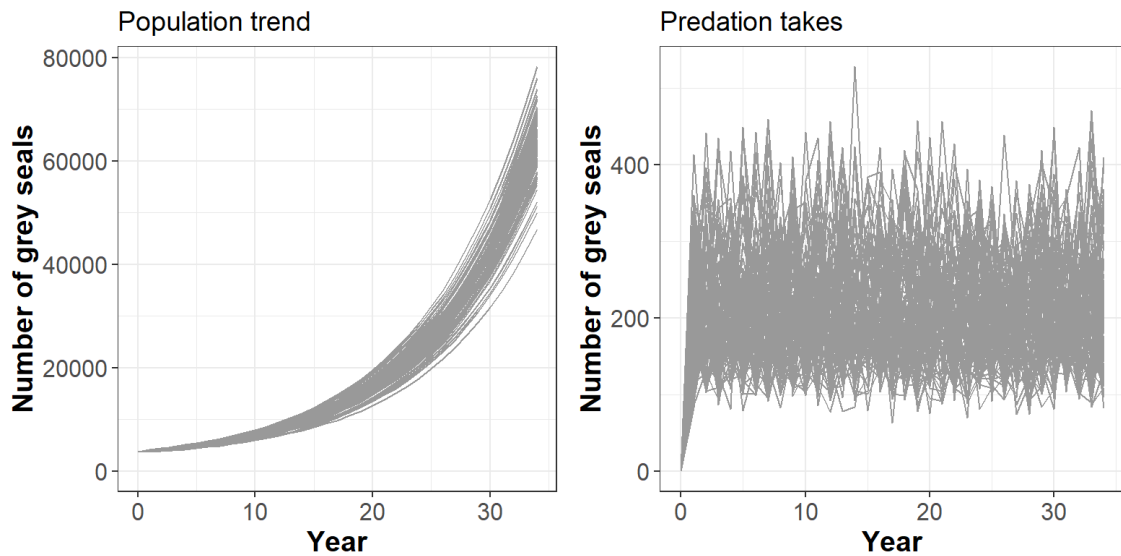 Population trend
Number of grey seals
80000
60000
40000
20000
0
0 10 20 30
Year
Predation takes
Number of grey seals
400
200
0
0 10 20 30
Year